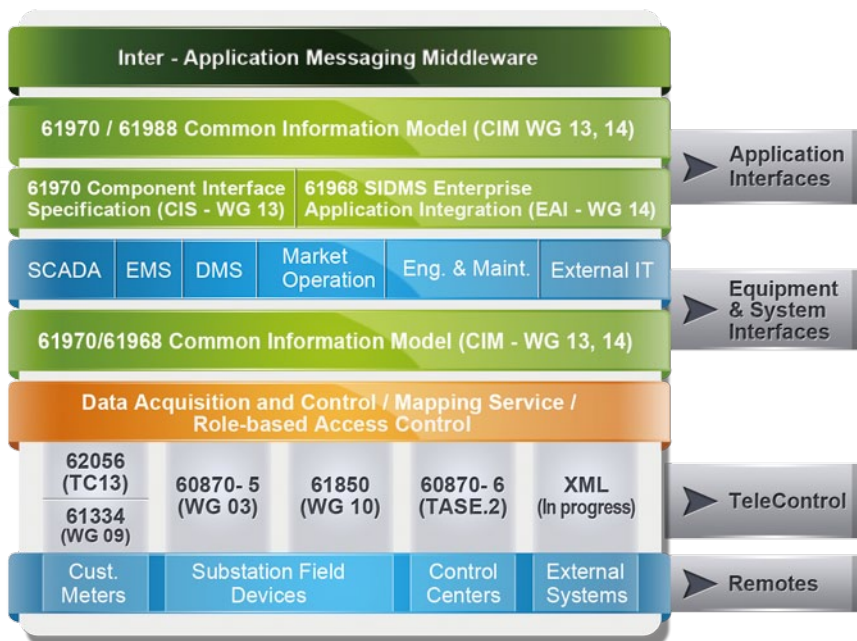 Inter - Application Messaging Middleware
61970 / 61988 Common Information Model (CIM WG 13, 14)
61970 Component Interface
Specification (CIS - WG 13)
61968 SIDMS Enterprise
Application Integration (EAI - WG 14)
Application
Interfaces
SCADA
EMS
DMS
Market
Operation
Eng. & Maint.
External IT
Equipment
& System
Interfaces
61970/61968 Common Information Model (CIM - WG 13, 14)
Data Acquisition and Control / Mapping Service /
Role-based Access Control
62056
(TC13)
61334
(WG 09)
60870- 5
(WG 03)
61850
(WG 10)
60870- 6
(TASE.2)
XML
(In progress)
TeleControl
Cust.
Meters
Substation Field
Devices
Control
Centers
External
Systems
Remotes